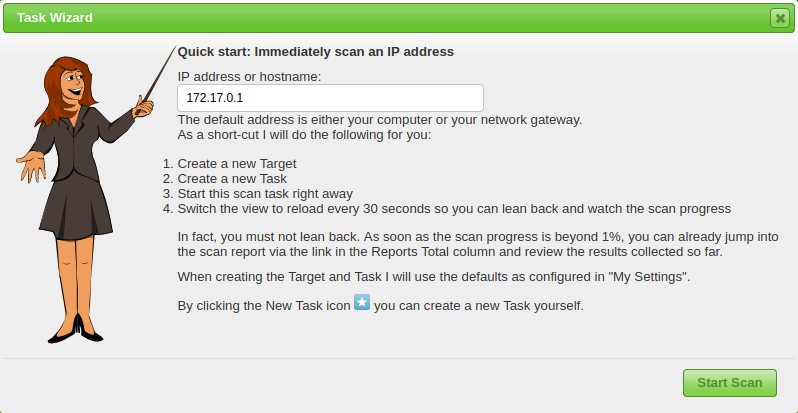 Task Wizard
Quick start: Immediately scan an IP address
IP address or hostname:
172.17.0.1
The default address is either your computer or your network gateway.
As a short-cut I will do the following for you:
1. Create a new Target
2. Create a new Task
3. Start this scan task right away
4. Switch the view to reload every 30 seconds so you can lean back and watch the scan progress
In fact, you must not lean back. As soon as the scan progress is beyond 1%, you can already jump into
the scan report via the link in the Reports Total column and review the results collected so far.
When creating the Target and Task I will use the defaults as configured in "My Settings".
By clicking the New Task icon you can create a new Task yourself.
Start Scan